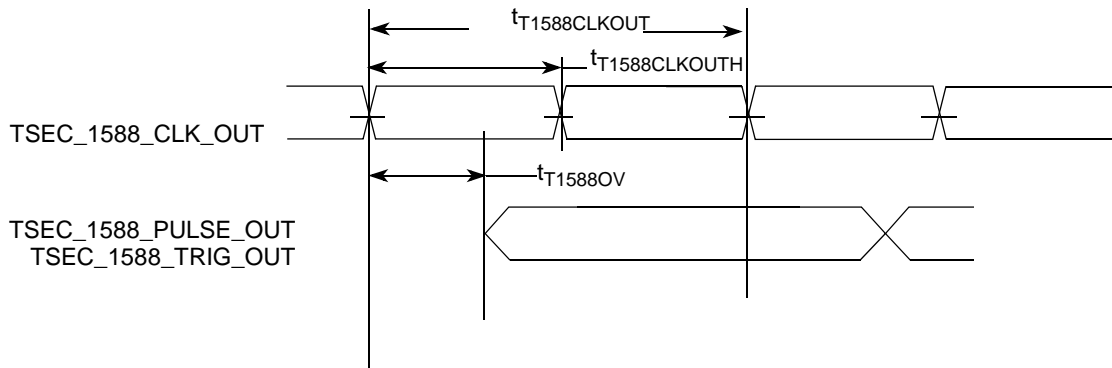 tT1588CLKOUT
tT1588CLKOUTH
TSEC_1588_CLK_OUT
tT1588OV
TSEC_1588_PULSE_OUT
TSEC_1588_TRIG_OUT